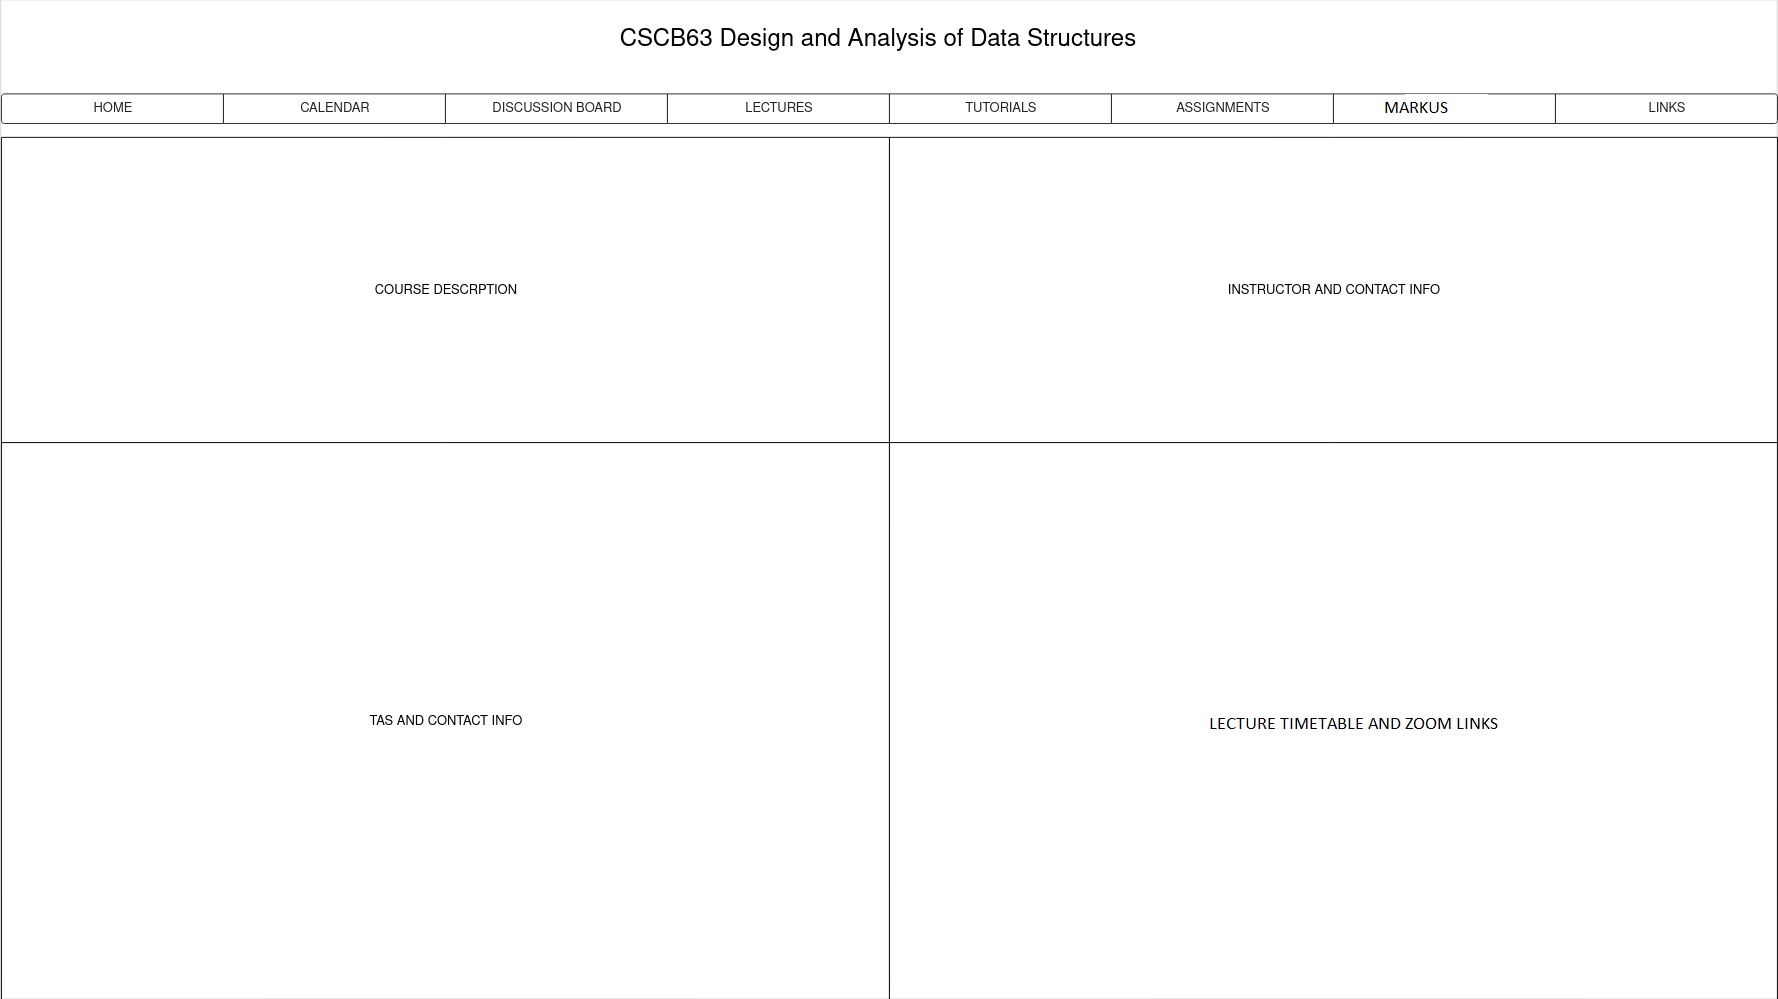 CSCB63 Design and Analysis of Data Structures
HOME CALENDAR DISCUSSION BOARD LECTURES TUTORIALS ASSIGNMENTS MARKUS LINKS
COURSE DESCRPTION INSTRUCTOR AND CONTACT INFO
TAS AND CONTACT INFO LECTURE TIMETABLE AND ZOOM LINKS